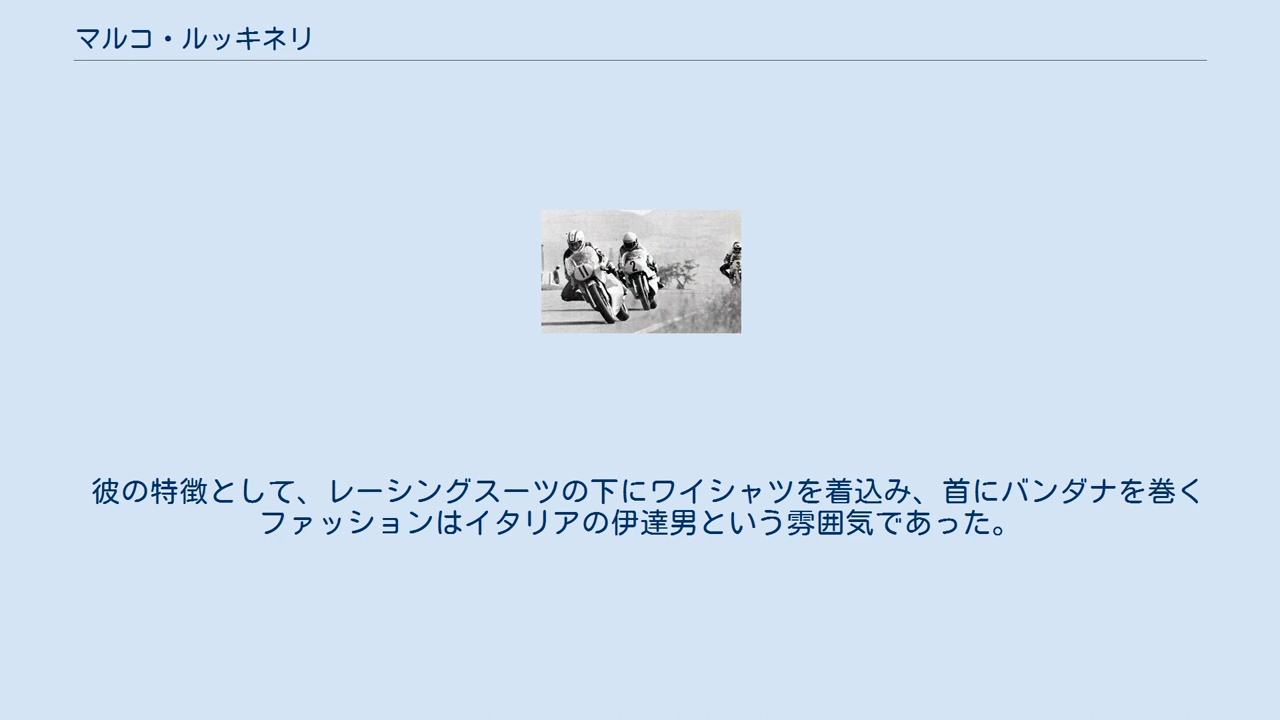 マルコ・ルッキネリ
11
2
彼の特徴として、レーシングスーツの下にワイシャツを着込み、首にバンダナを巻く
ファッションはイタリアの伊達男という雰囲気であった。